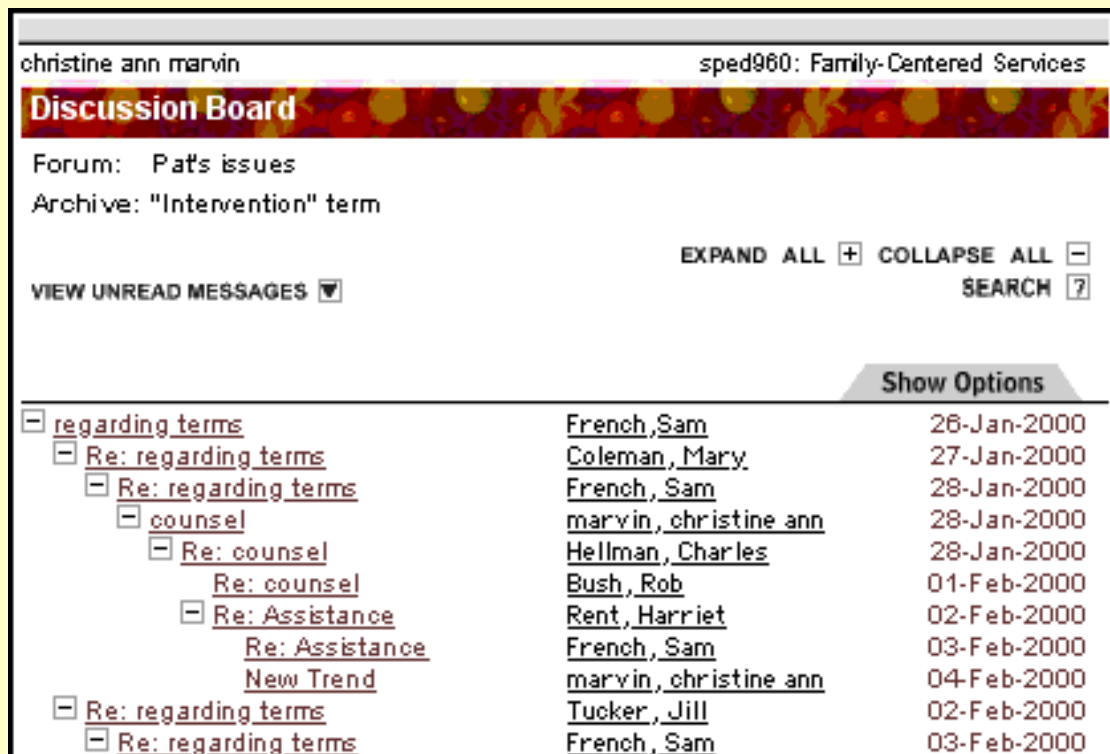 christine ann marvin sped960: Family-Centered Services
Discussion Board
Forum: Pat's issues
Archive: "Intervention" term
EXPAND ALL + COLLAPSE ALL −
VIEW UNREAD MESSAGES ▼ SEARCH ?
Show Options
− regarding terms French,Sam 26-Jan-2000
− Re: regarding terms Coleman, Mary 27-Jan-2000
− Re: regarding terms French, Sam 28-Jan-2000
− counsel marvin, christine ann 28-Jan-2000
− Re: counsel Hellman, Charles 28-Jan-2000
Re: counsel Bush, Rob 01-Feb-2000
− Re: Assistance Rent, Harriet 02-Feb-2000
Re: Assistance French, Sam 03-Feb-2000
New Trend marvin, christine ann 04-Feb-2000
− Re: regarding terms Tucker, Jill 02-Feb-2000
− Re: regarding terms French, Sam 03-Feb-2000